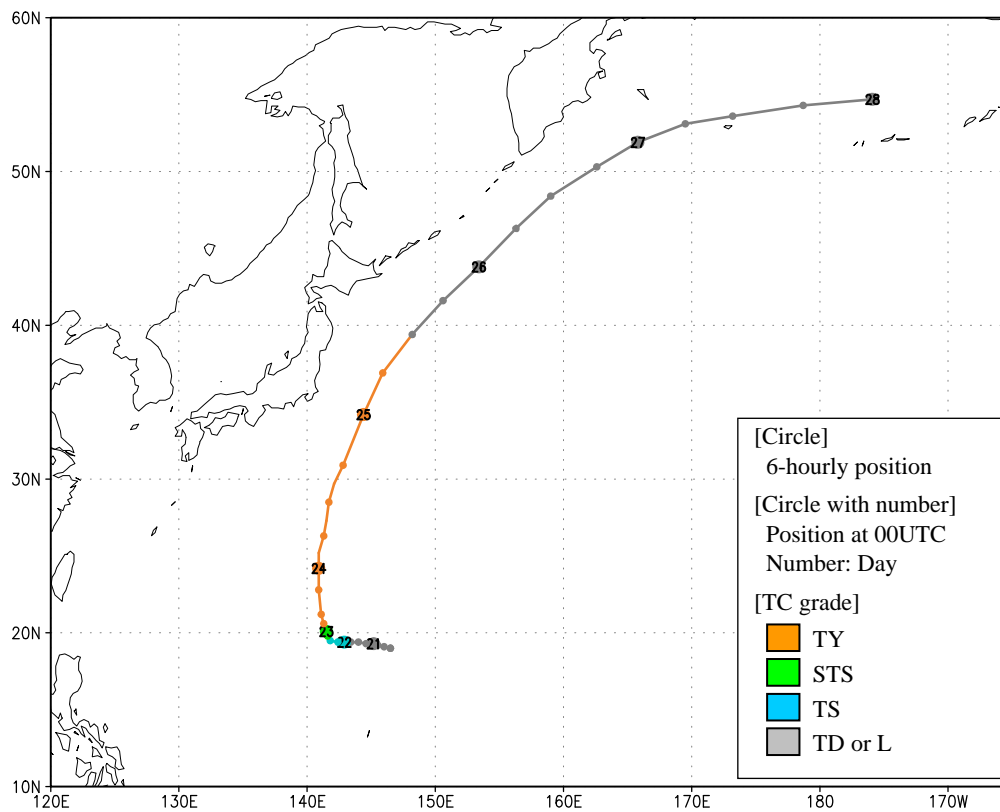 60N
50N
40N
30N
20N
10N
120E 130E 140E 150E 160E 170E 180 170W
28
27
26
25
24
23
22
21
[Circle]
6-hourly position
[Circle with number]
Position at 00UTC
Number: Day
[TC grade]
TY
STS
TS
TD or L